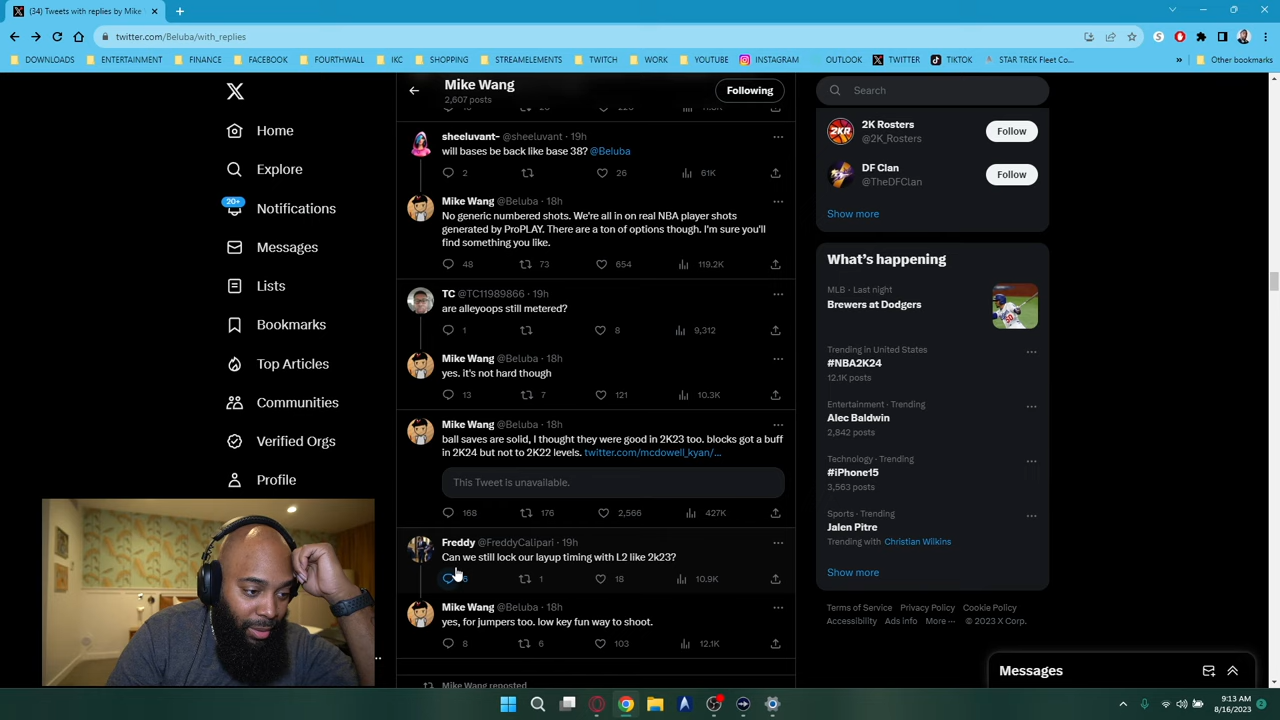 (34) Tweets with replies by Mike
twitter.com/Beluba/with_replies
DOWNLOADS ENTERTAINMENT FINANCE FACEBOOK FOURTHWALL IKC SHOPPING STREAMELEMENTS TWITCH WORK YOUTUBE INSTAGRAM OUTLOOK TWITTER TIKTOK STAR TREK Fleet Co... » Other bookmarks
Mike Wang
2,607 posts
Following
Home
Explore
20+
Notifications
Messages
Lists
Bookmarks
Top Articles
Communities
Verified Orgs
Profile
sheeluvant- @sheeluvant · 19h
will bases be back like base 38? @Beluba
2 26 61K
Mike Wang @Beluba · 18h
No generic numbered shots. We're all in on real NBA player shots
generated by ProPLAY. There are a ton of options though. I'm sure you'll
find something you like.
48 73 654 119.2K
TC @TC11989866 · 19h
are alleyoops still metered?
1 8 9,312
Mike Wang @Beluba · 18h
yes. it's not hard though
13 7 121 10.3K
Mike Wang @Beluba · 18h
ball saves are solid, I thought they were good in 2K23 too. blocks got a buff
in 2K24 but not to 2K22 levels. twitter.com/mcdowell_kyan/...
This Tweet is unavailable.
168 176 2,566 427K
Freddy @FreddyCalipari · 19h
Can we still lock our layup timing with L2 like 2k23?
6 1 18 10.9K
Mike Wang @Beluba · 18h
yes, for jumpers too. low key fun way to shoot.
8 6 103 12.1K
Mike Wang reposted
Search
2K Rosters
@2K_Rosters
Follow
DF Clan
@TheDFClan
Follow
Show more
What's happening
MLB · Last night
Brewers at Dodgers
Trending in United States
#NBA2K24
12.1K posts
Entertainment · Trending
Alec Baldwin
2,842 posts
Technology · Trending
#iPhone15
3,563 posts
Sports · Trending
Jalen Pitre
Trending with Christian Wilkins
Show more
Terms of Service Privacy Policy Cookie Policy
Accessibility Ads info More ··· © 2023 X Corp.
Messages
9:13 AM
8/16/2023